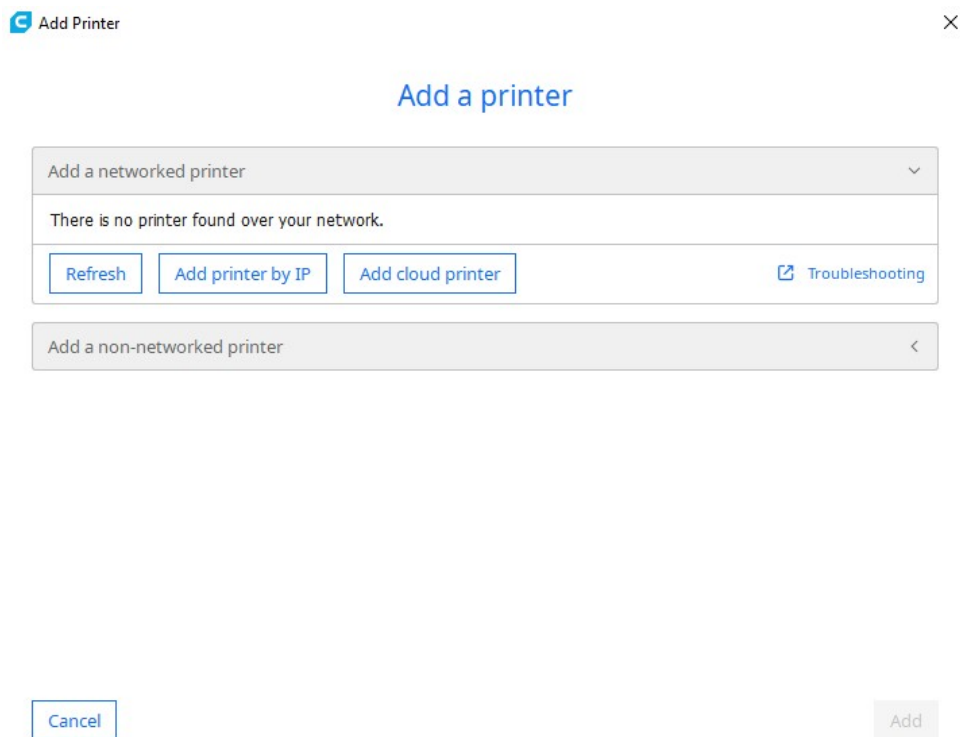 Add Printer
Add a printer
Add a networked printer
There is no printer found over your network.
Refresh Add printer by IP Add cloud printer Troubleshooting
Add a non-networked printer
Cancel Add